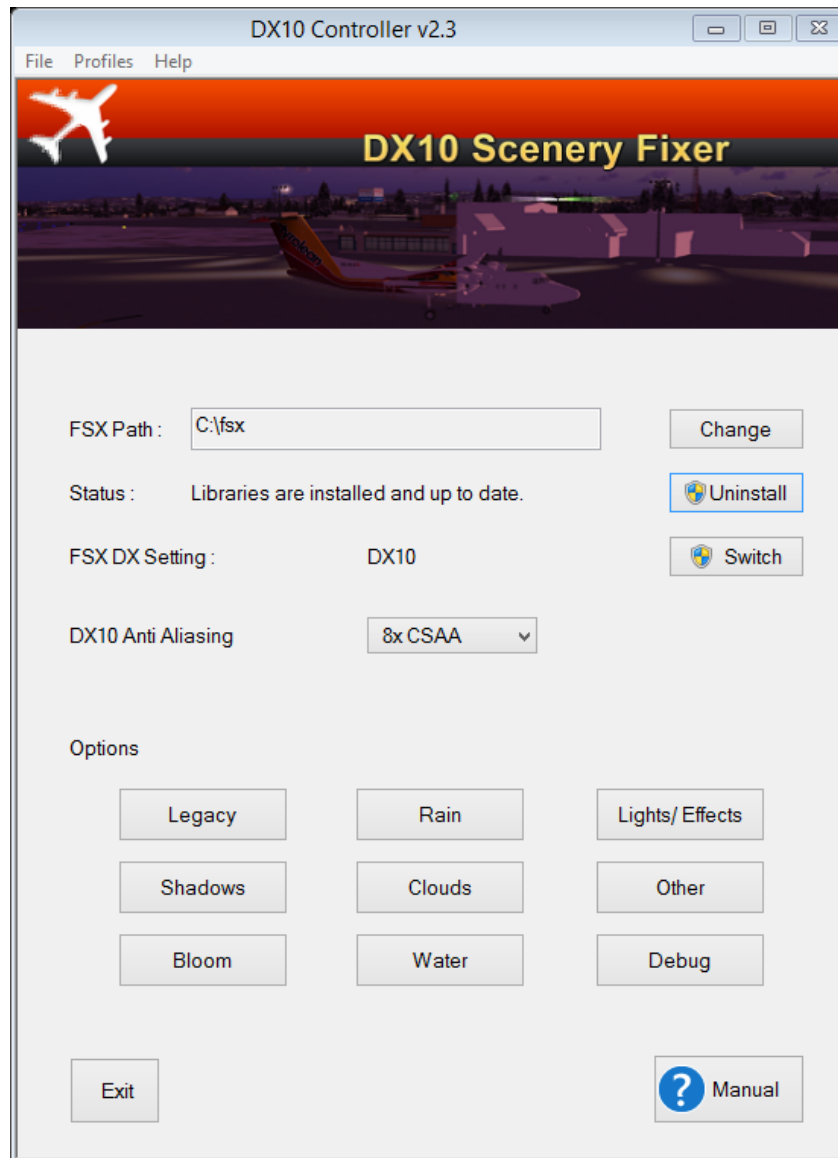 DX10 Controller v2.3
File Profiles Help
DX10 Scenery Fixer
FSX Path : C:\fsx Change
Status : Libraries are installed and up to date. Uninstall
FSX DX Setting : DX10 Switch
DX10 Anti Aliasing 8x CSAA
Options
Legacy Rain Lights/ Effects
Shadows Clouds Other
Bloom Water Debug
Exit ? Manual